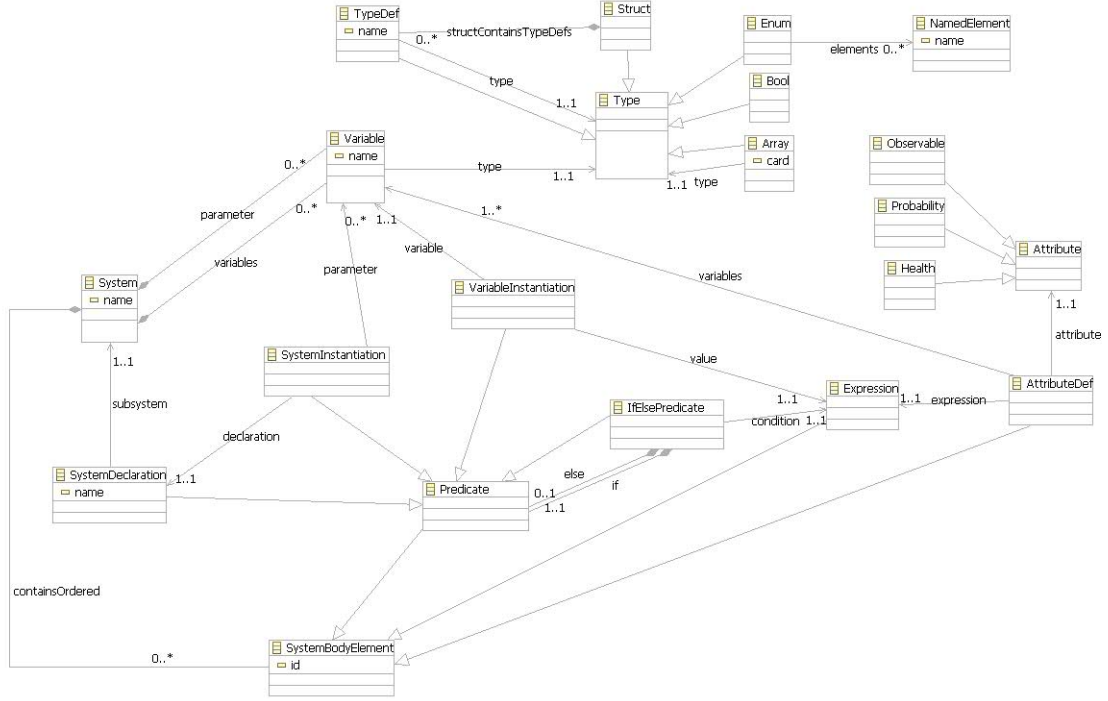 TypeDef
name
0..*
structContainsTypeDefs
Struct
Enum
elements 0..*
NamedElement
name
type
1..1
Type
Bool
Variable
name
0..*
type
1..1
Array
card
1..1
type
Observable
parameter
0..*
0..*
1..1
1..*
Probability
variables
variable
variables
parameter
Attribute
System
name
VariableInstantiation
Health
1..1
1..1
SystemInstantiation
attribute
subsystem
value
AttributeDef
Expression
1..1
1..1
expression
IfElsePredicate
condition
1..1
declaration
SystemDeclaration
name
1..1
Predicate
else
0..1
if
1..1
containsOrdered
SystemBodyElement
id
0..*